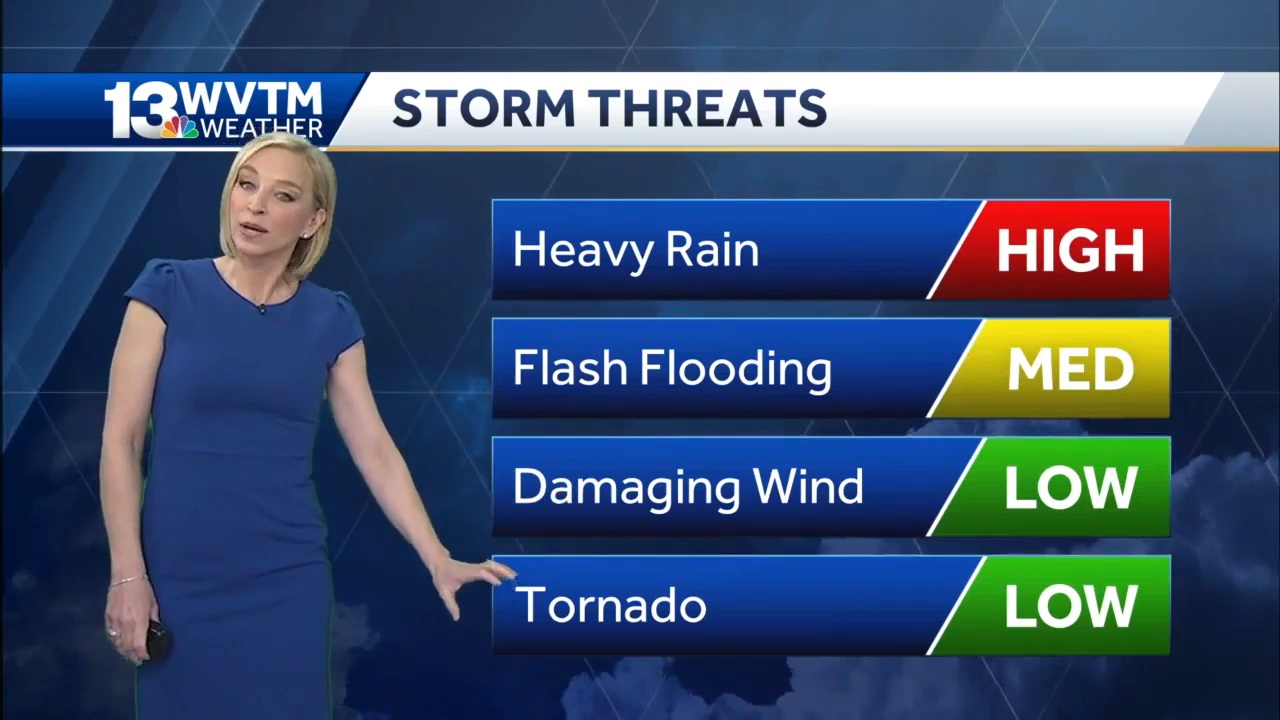 13 WVTM
WEATHER
STORM THREATS
Heavy Rain HIGH
Flash Flooding MED
Damaging Wind LOW
Tornado LOW